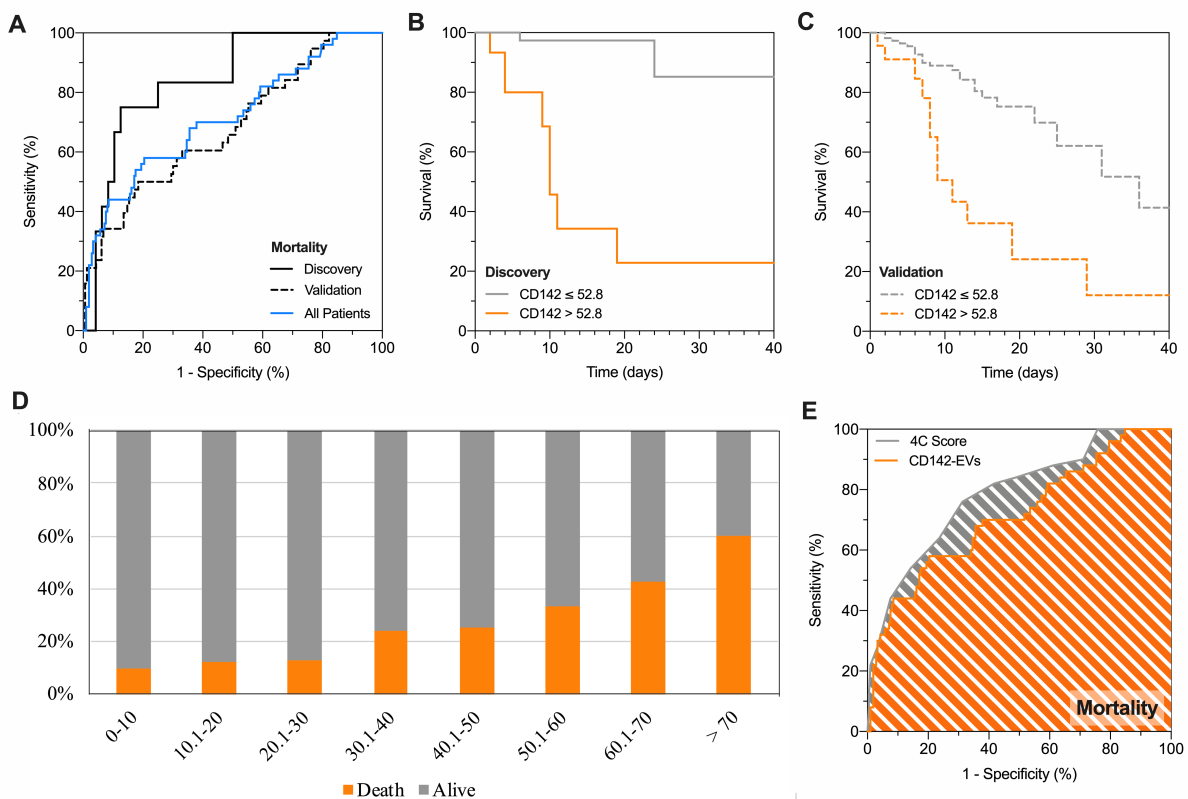 A
100
80
60
40
20
0
Sensitivity (%)
0 20 40 60 80 100
1 - Specificity (%)
Mortality
Discovery
Validation
All Patients
B
100
80
60
40
20
0
Survival (%)
0 10 20 30 40
Time (days)
Discovery
CD142 ≤ 52.8
CD142 > 52.8
C
100
80
60
40
20
0
Survival (%)
0 10 20 30 40
Time (days)
Validation
CD142 ≤ 52.8
CD142 > 52.8
D
100%
80%
60%
40%
20%
0%
0-10 10.1-20 20.1-30 30.1-40 40.1-50 50.1-60 60.1-70 > 70
Death Alive
E
100
80
60
40
20
0
Sensitivity (%)
4C Score
CD142-EVs
Mortality
0 20 40 60 80 100
1 - Specificity (%)